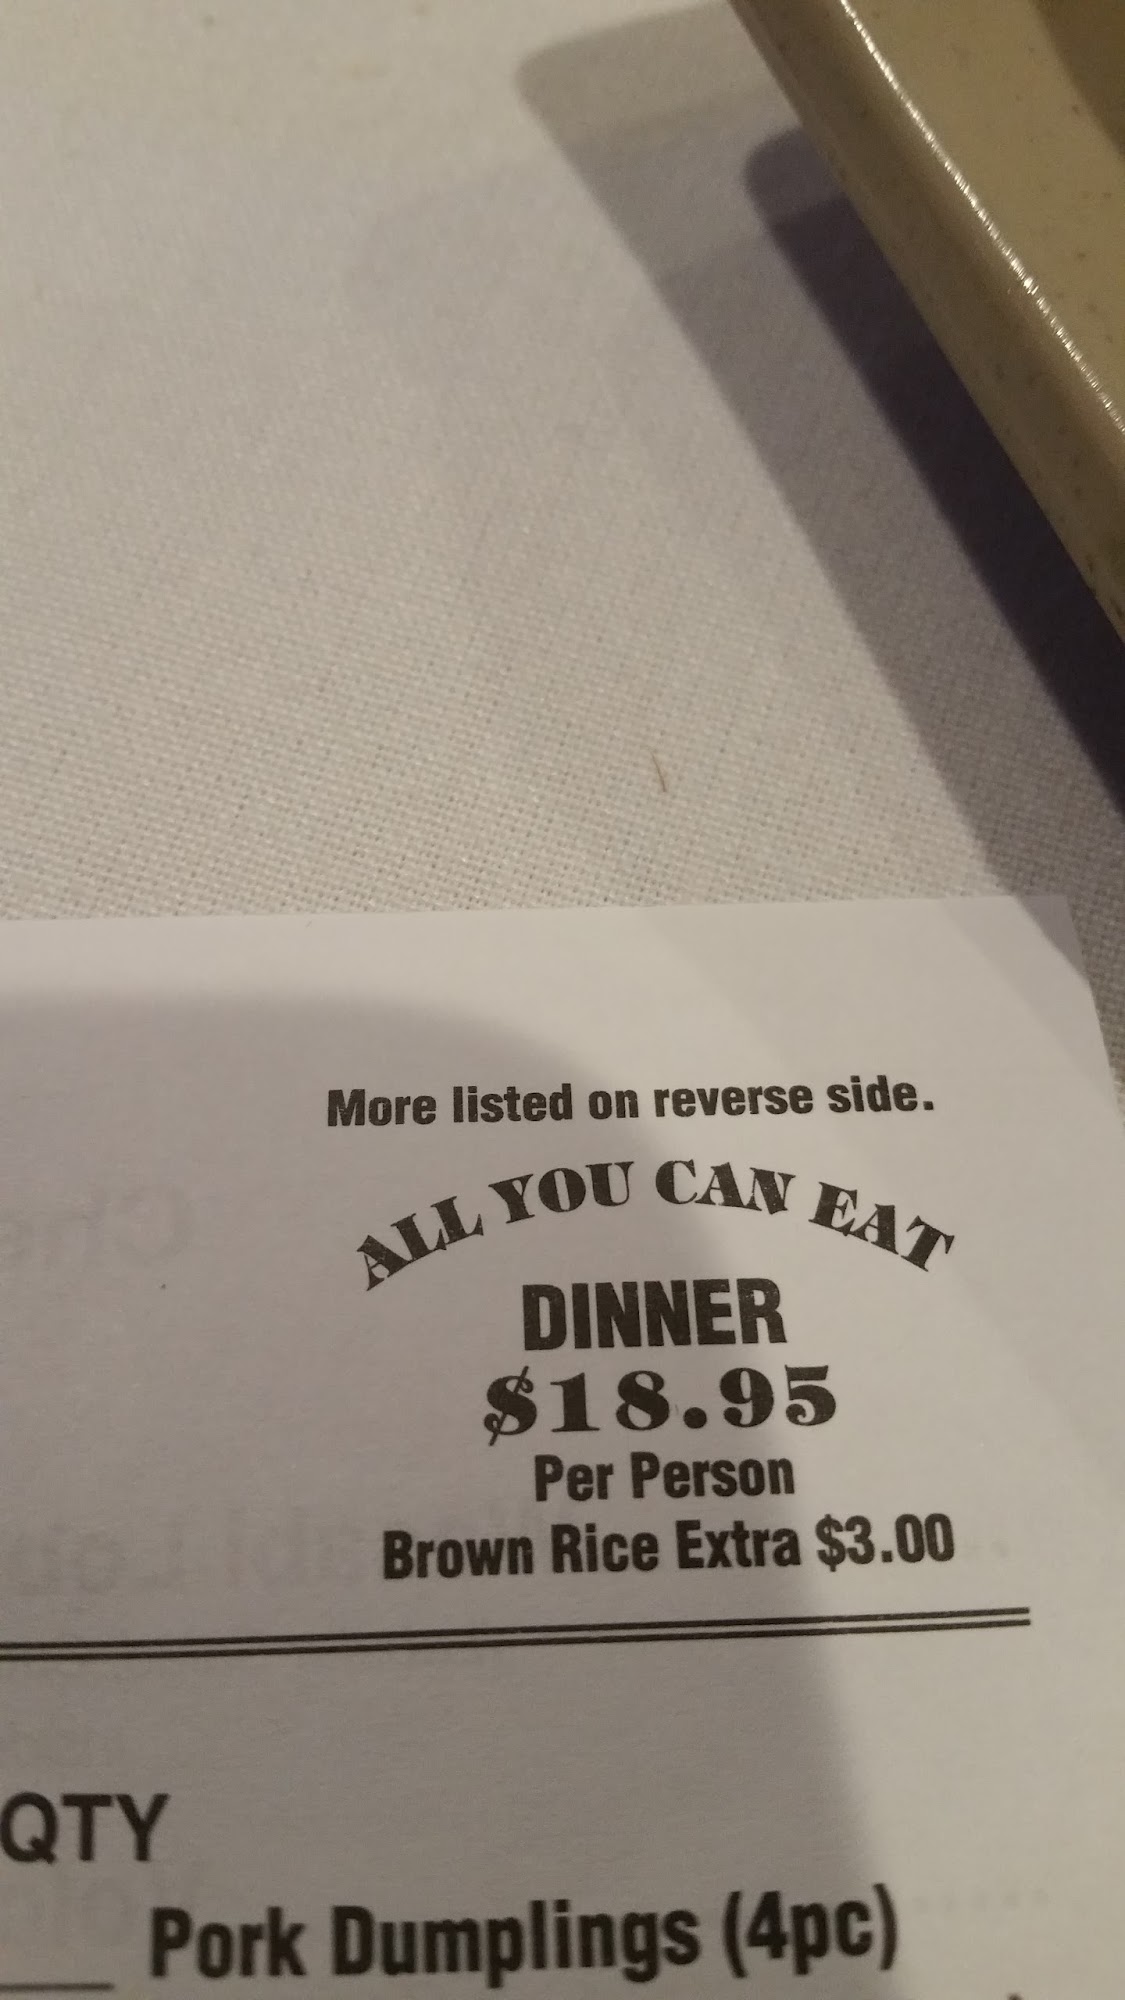 More listed on reverse side.
ALL YOU CAN EAT
DINNER
$18.95
Per Person
Brown Rice Extra $3.00
QTY
Pork Dumplings (4pc)